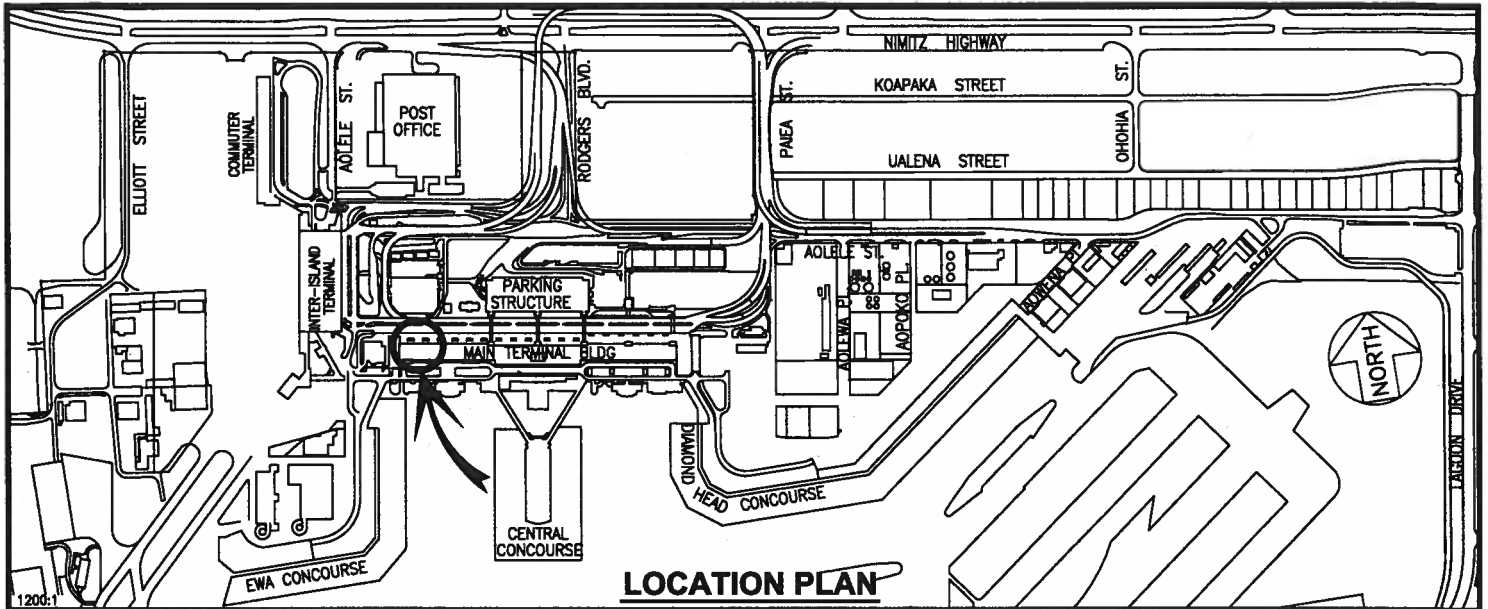 NIMITZ HIGHWAY
KOAPAKA STREET
UALENA STREET
ELLIOTT STREET
COMMUTER
TERMINAL
AOLELE ST.
POST
OFFICE
RODGERS BLVD.
PAIEA ST.
OHOHIA ST.
INTER-ISLAND
TERMINAL
PARKING
STRUCTURE
MAIN TERMINAL BLDG
AOLELE ST.
AOLEWA PL.
AOPOKO PL.
AOWENA PL.
NORTH
LAGOON DRIVE
DIAMOND
HEAD CONCOURSE
CENTRAL
CONCOURSE
EWA CONCOURSE
LOCATION PLAN
1200:1